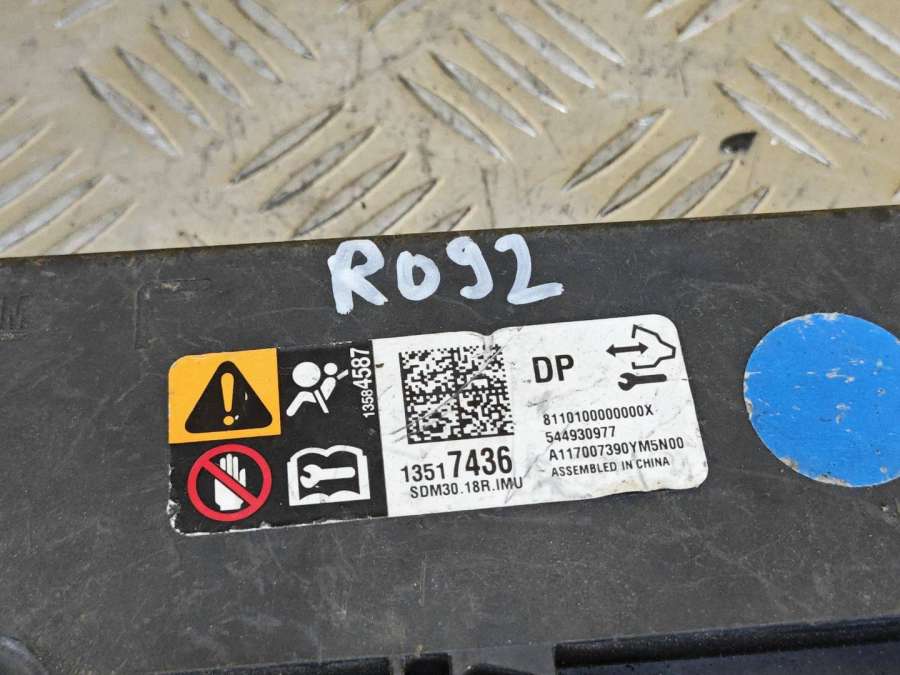 R092
13584587
DP
13517436
SDM30.18R.IMU
8110100000000X
544930977
A117007390YM5N00
ASSEMBLED IN CHINA